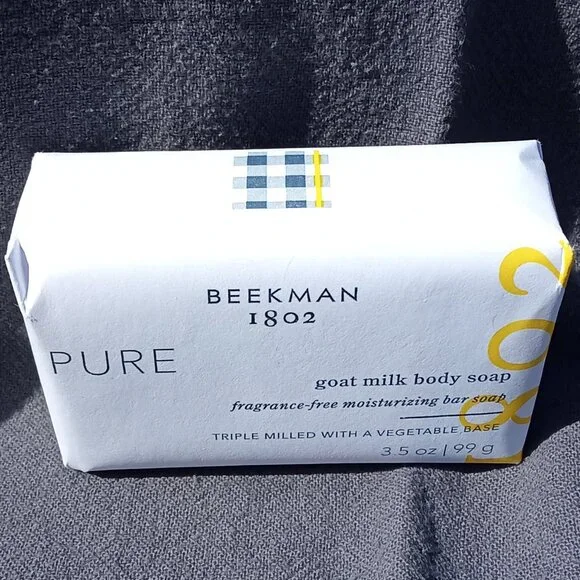 BEEKMAN
1802
PURE
goat milk body soap
fragrance-free moisturizing bar soap
TRIPLE MILLED WITH A VEGETABLE BASE
3.5 oz | 99 g
1802